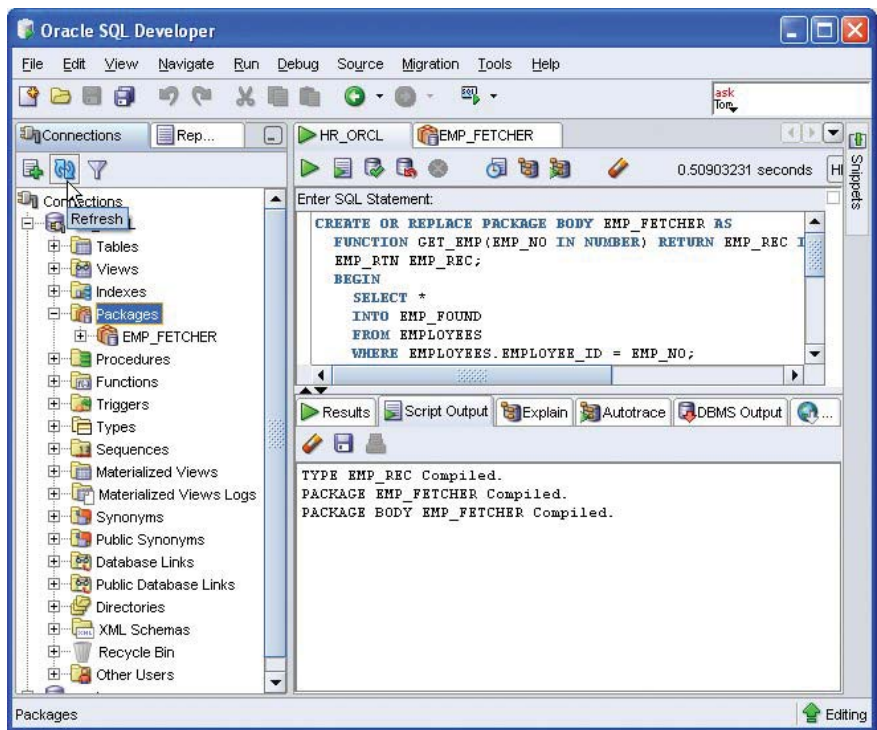 Oracle SQL Developer
File Edit View Navigate Run Debug Source Migration Tools Help
ask
Tom
Connections
Rep...
Connections
Refresh
Tables
Views
Indexes
Packages
EMP_FETCHER
Procedures
Functions
Triggers
Types
Sequences
Materialized Views
Materialized Views Logs
Synonyms
Public Synonyms
Database Links
Public Database Links
Directories
XML Schemas
Recycle Bin
Other Users
HR_ORCL
EMP_FETCHER
0.50903231 seconds
Snippets
Enter SQL Statement:
CREATE OR REPLACE PACKAGE BODY EMP_FETCHER AS
FUNCTION GET_EMP(EMP_NO IN NUMBER) RETURN EMP_REC I
EMP_RTN EMP_REC;
BEGIN
SELECT *
INTO EMP_FOUND
FROM EMPLOYEES
WHERE EMPLOYEES.EMPLOYEE_ID = EMP_NO;
Results Script Output Explain Autotrace DBMS Output ...
TYPE EMP_REC Compiled.
PACKAGE EMP_FETCHER Compiled.
PACKAGE BODY EMP_FETCHER Compiled.
Packages
Editing